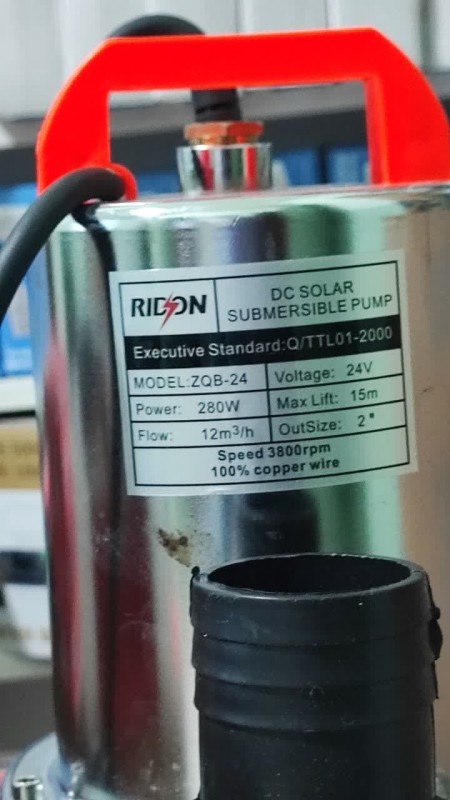 RIDSON
DC SOLAR
SUBMERSIBLE PUMP
Executive Standard:Q/TTL01-2000
MODEL:ZQB-24
Voltage: 24V
Power: 280W
Max Lift: 15m
Flow: 12m³/h
OutSize: 2"
Speed 3800rpm
100% copper wire